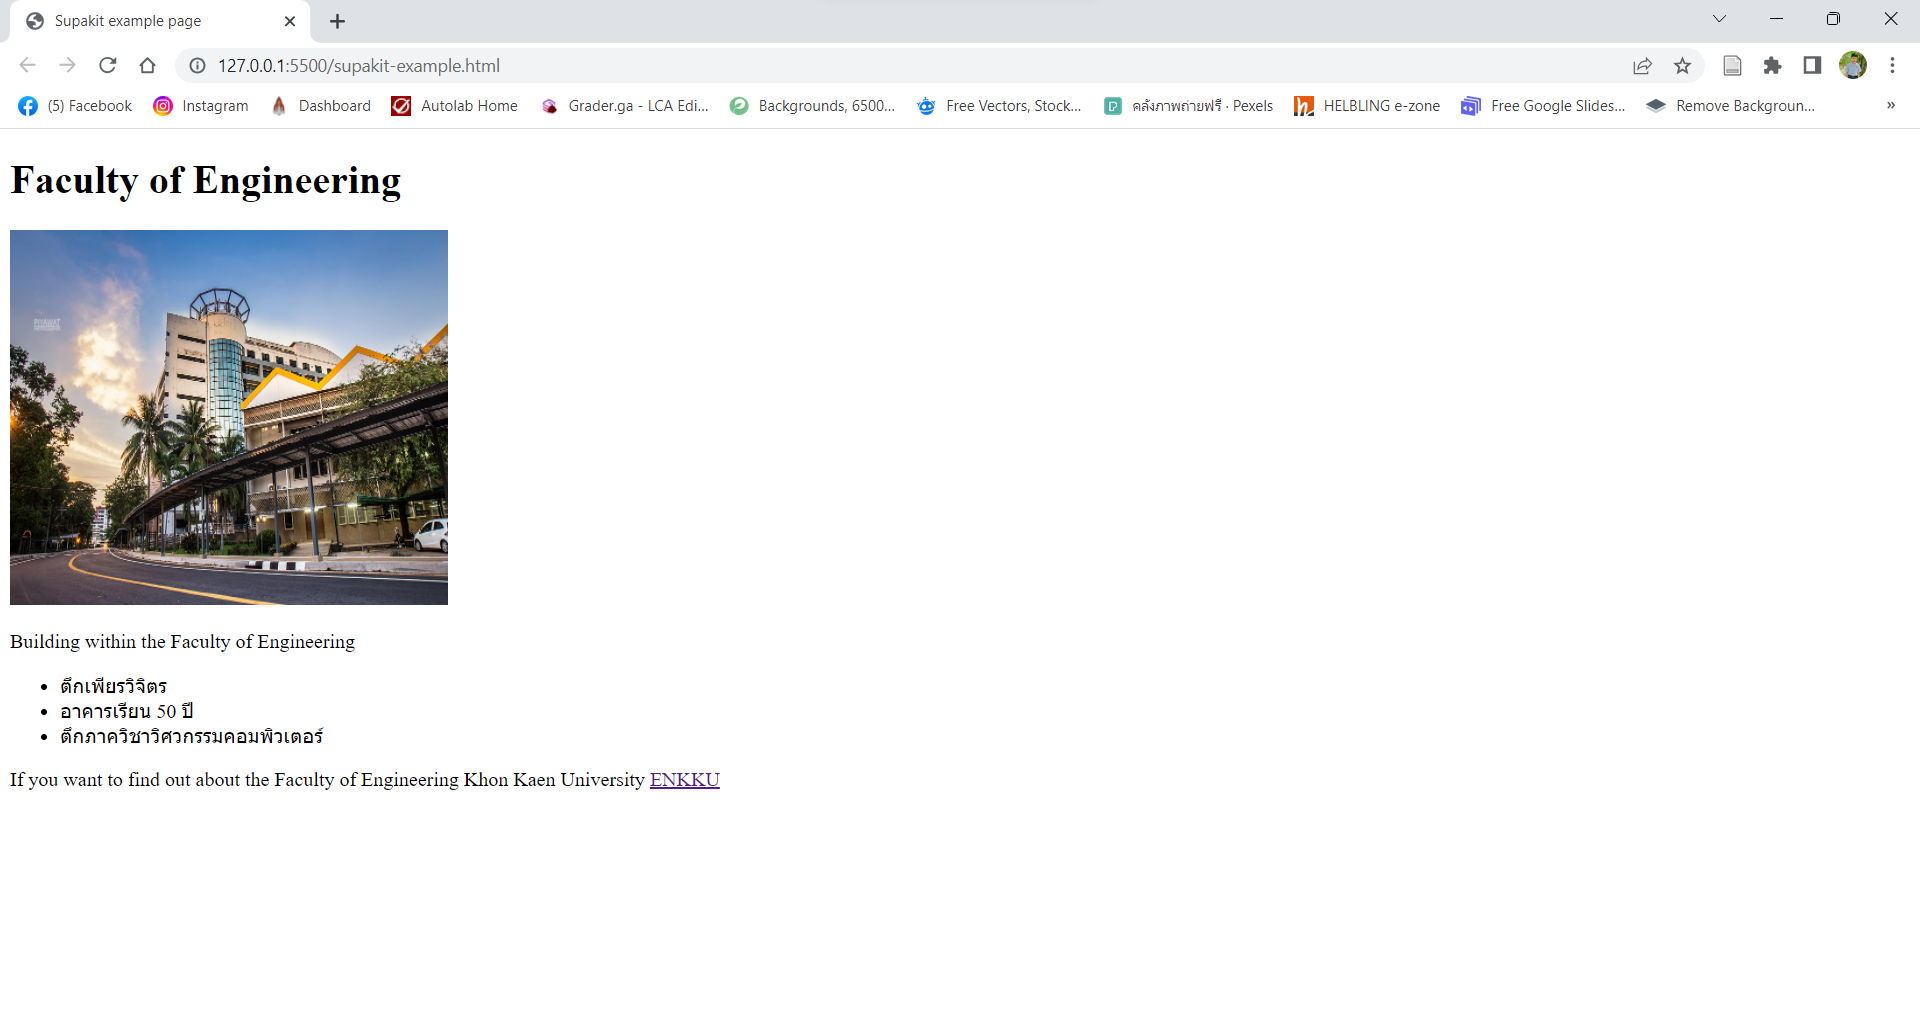 Supakit example page
127.0.0.1:5500/supakit-example.html
(5) Facebook Instagram Dashboard Autolab Home Grader.ga - LCA Edi... Backgrounds, 6500... Free Vectors, Stock... คลังภาพถ่ายฟรี · Pexels HELBLING e-zone Free Google Slides... Remove Backgroun... »
Faculty of Engineering
PIYAWAT
Building within the Faculty of Engineering
• ตึกเพียรวิจิตร
• อาคารเรียน 50 ปี
• ตึกภาควิชาวิศวกรรมคอมพิวเตอร์
If you want to find out about the Faculty of Engineering Khon Kaen University ENKKU